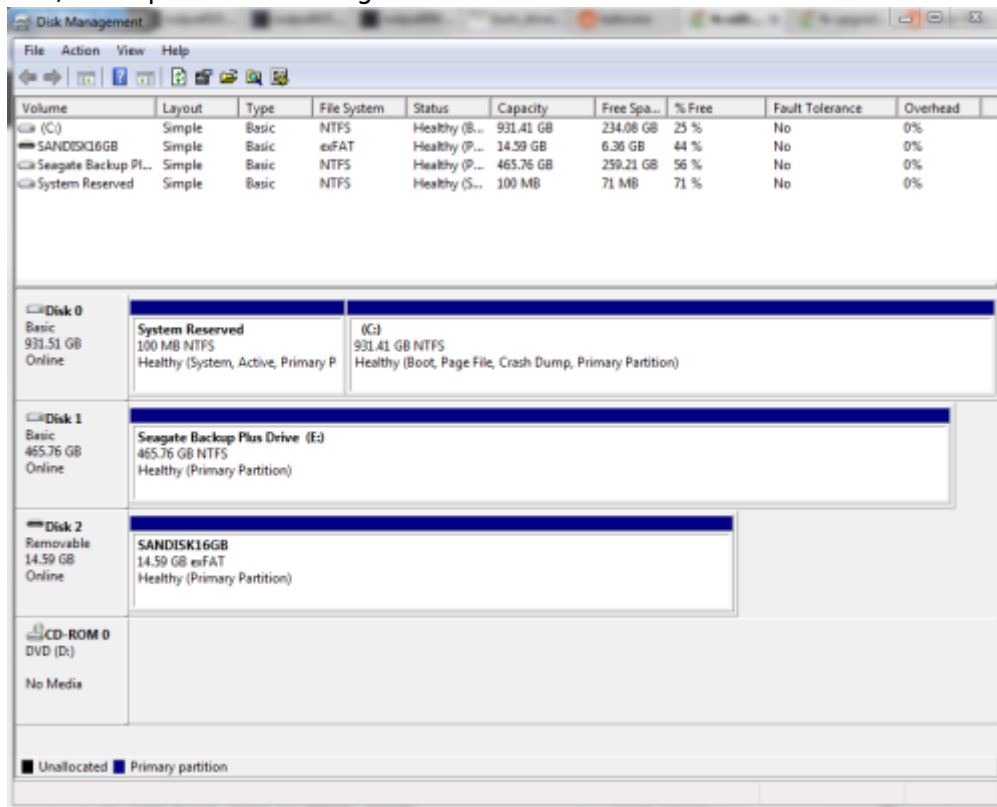 Disk Management
File Action View Help
Volume Layout Type File System Status Capacity Free Spa... % Free Fault Tolerance Overhead
(C:) Simple Basic NTFS Healthy (B... 931.41 GB 234.08 GB 25 % No 0%
SANDISK16GB Simple Basic exFAT Healthy (P... 14.59 GB 6.36 GB 44 % No 0%
Seagate Backup Pl... Simple Basic NTFS Healthy (P... 465.76 GB 259.21 GB 56 % No 0%
System Reserved Simple Basic NTFS Healthy (S... 100 MB 71 MB 71 % No 0%
Disk 0
Basic
931.51 GB
Online
System Reserved
100 MB NTFS
Healthy (System, Active, Primary P
(C:)
931.41 GB NTFS
Healthy (Boot, Page File, Crash Dump, Primary Partition)
Disk 1
Basic
465.76 GB
Online
Seagate Backup Plus Drive (E:)
465.76 GB NTFS
Healthy (Primary Partition)
Disk 2
Removable
14.59 GB
Online
SANDISK16GB
14.59 GB exFAT
Healthy (Primary Partition)
CD-ROM 0
DVD (D:)
No Media
Unallocated Primary partition